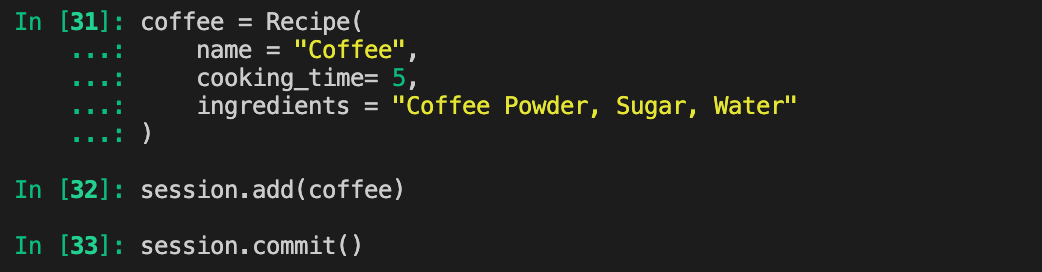 In [31]: coffee = Recipe(
    ...:     name = "Coffee",
    ...:     cooking_time= 5,
    ...:     ingredients = "Coffee Powder, Sugar, Water"
    ...: )
In [32]: session.add(coffee)
In [33]: session.commit()